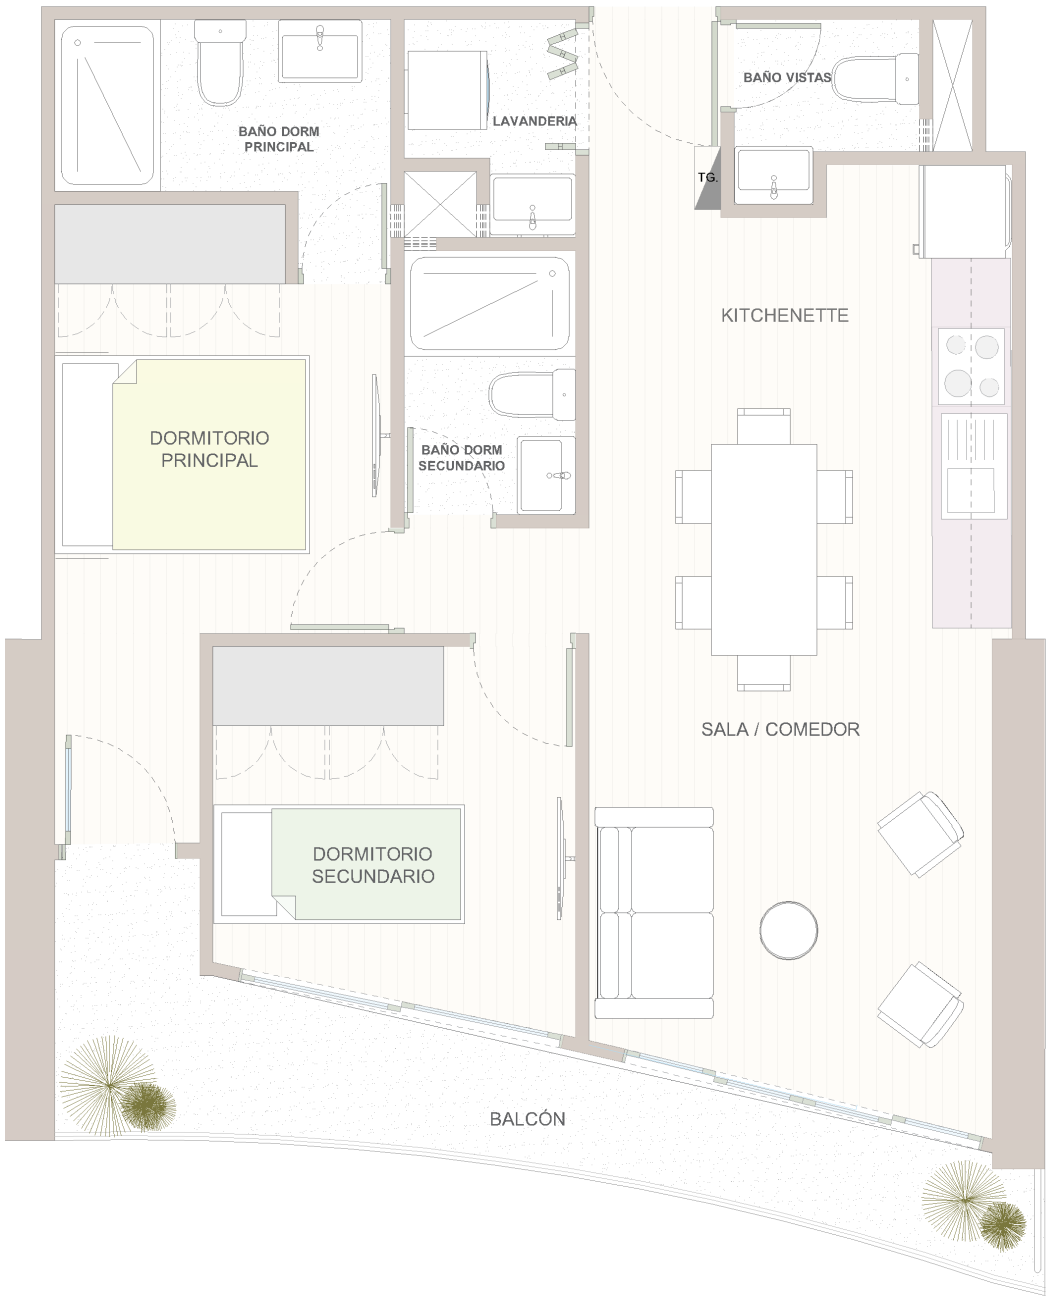 BAÑO VISTAS
LAVANDERIA
BAÑO DORM
PRINCIPAL
TG.
KITCHENETTE
DORMITORIO
PRINCIPAL
BAÑO DORM
SECUNDARIO
SALA / COMEDOR
DORMITORIO
SECUNDARIO
BALCÓN